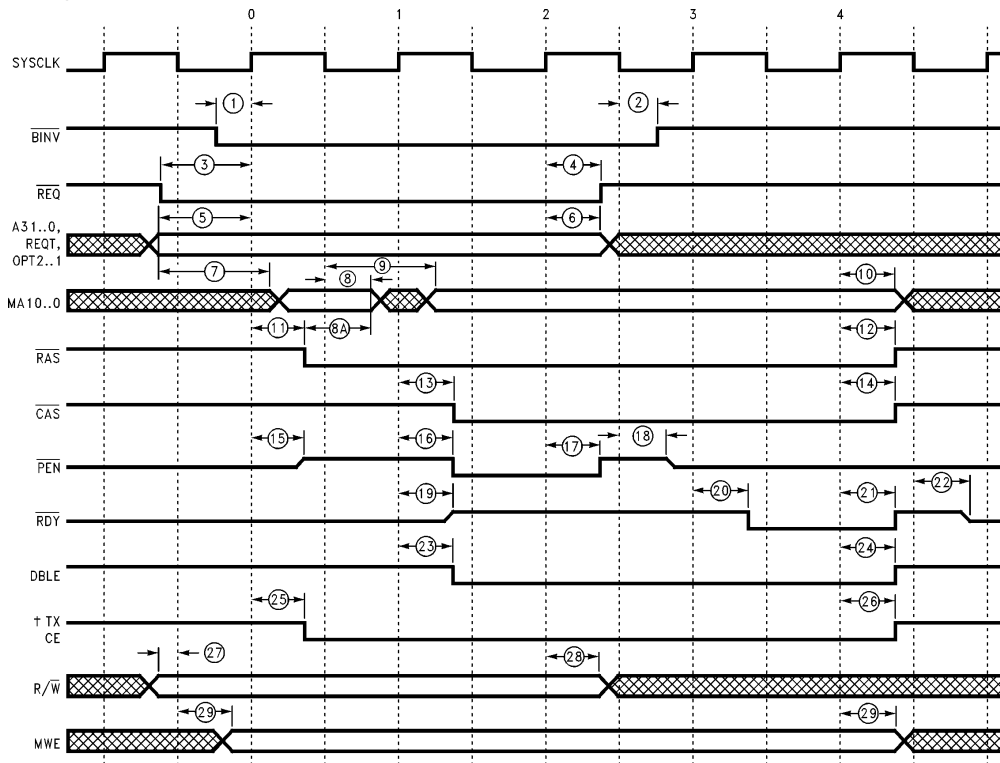 0 1 2 3 4
SYSCLK
1 2
BINV
3 4
REQ
A31..0,
REQT,
OPT2..1
5 6
7 8 9 10
MA10..0
11 8A 12
RAS
13 14
CAS
15 16 17 18
PEN
19 20 21 22
RDY
23 24
DBLE
25 26
† TX
CE
27 28
R/W
29 29
MWE